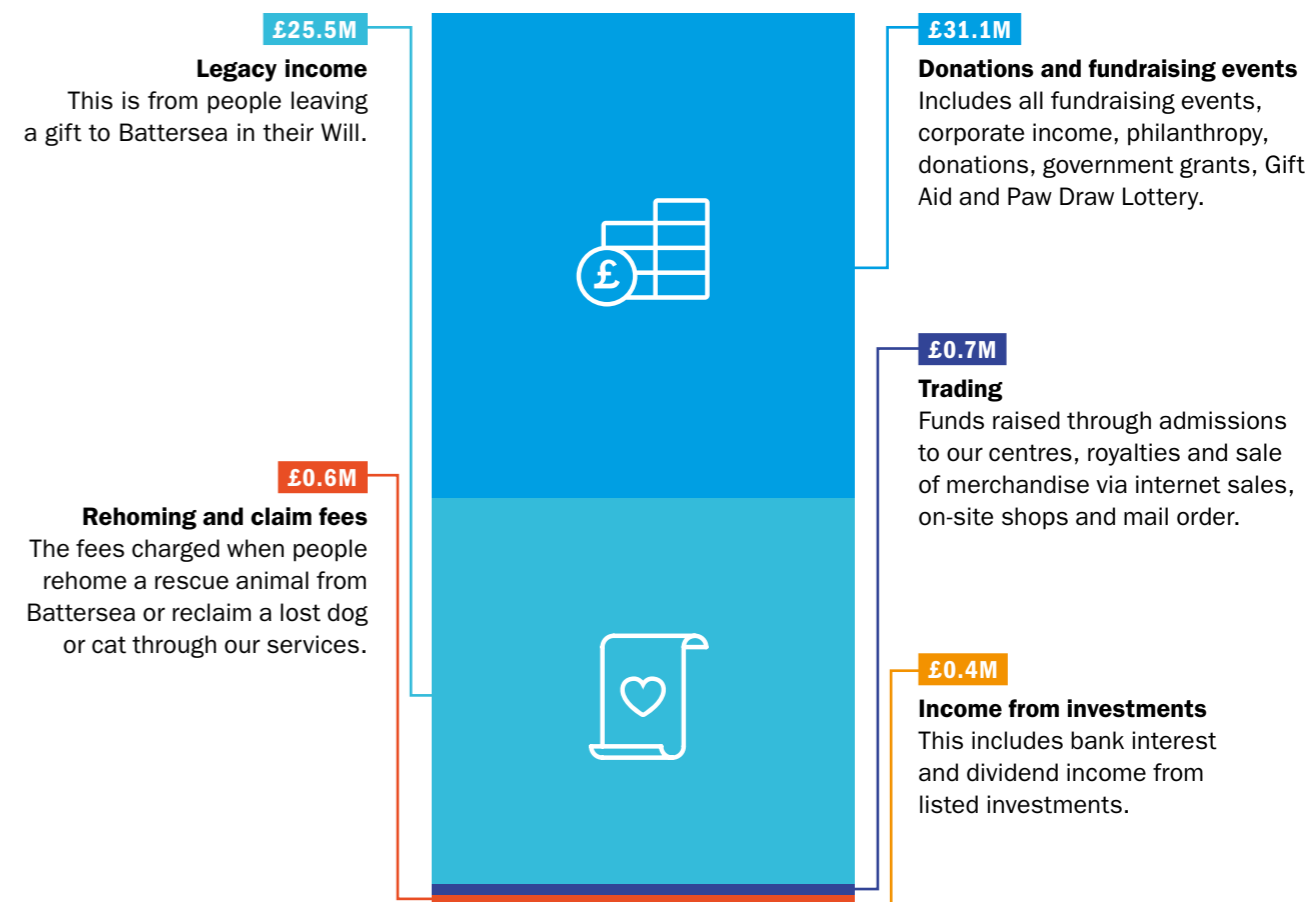 £25.5M
Legacy income
This is from people leaving
a gift to Battersea in their Will.
£0.6M
Rehoming and claim fees
The fees charged when people
rehome a rescue animal from
Battersea or reclaim a lost dog
or cat through our services.
£
£31.1M
Donations and fundraising events
Includes all fundraising events,
corporate income, philanthropy,
donations, government grants, Gift
Aid and Paw Draw Lottery.
£0.7M
Trading
Funds raised through admissions
to our centres, royalties and sale
of merchandise via internet sales,
on-site shops and mail order.
£0.4M
Income from investments
This includes bank interest
and dividend income from
listed investments.